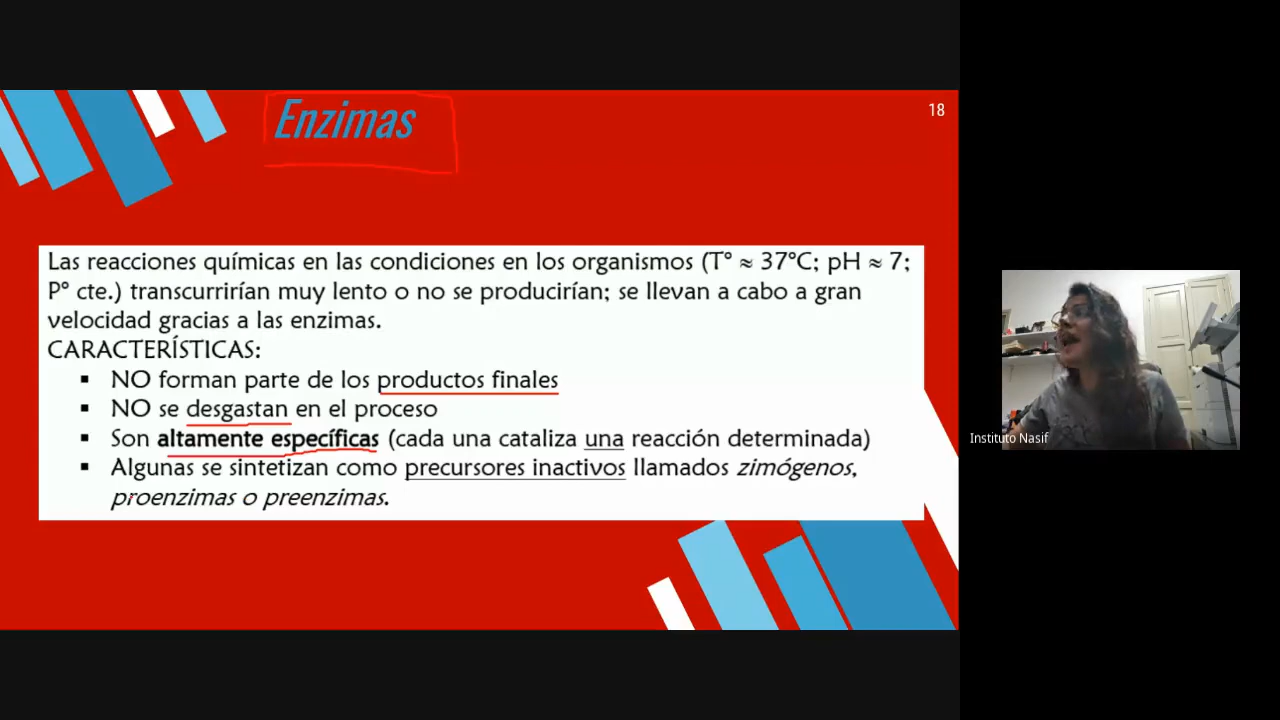 Enzimas
18
Las reacciones químicas en las condiciones en los organismos (T° ≈ 37°C; pH ≈ 7;
P° cte.) transcurrirían muy lento o no se producirían; se llevan a cabo a gran
velocidad gracias a las enzimas.
CARACTERÍSTICAS:
▪ NO forman parte de los productos finales
▪ NO se desgastan en el proceso
▪ Son altamente específicas (cada una cataliza una reacción determinada)
▪ Algunas se sintetizan como precursores inactivos llamados zimógenos,
proenzimas o preenzimas.
Instituto Nasif